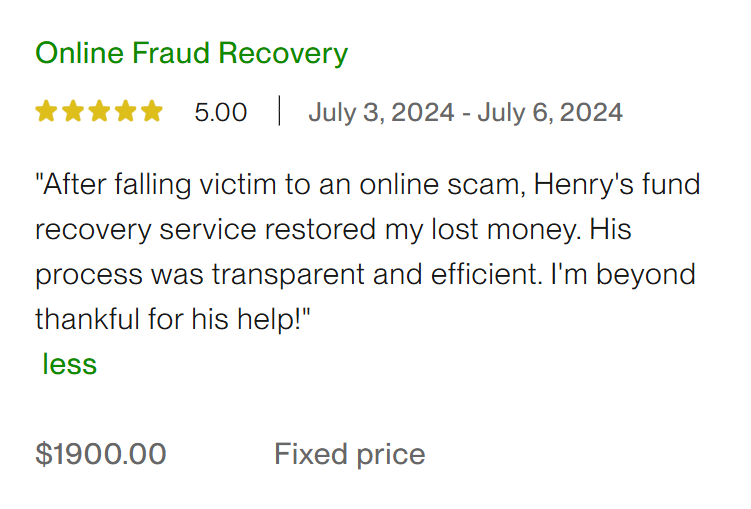 Online Fraud Recovery
5.00 | July 3, 2024 - July 6, 2024
"After falling victim to an online scam, Henry's fund
recovery service restored my lost money. His
process was transparent and efficient. I'm beyond
thankful for his help!"
less
$1900.00 Fixed price